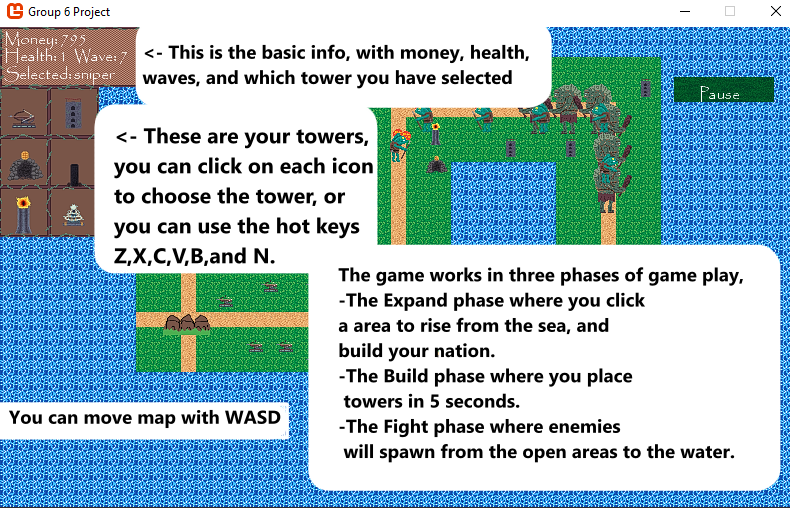 Group 6 Project
Money: 795
Health: 1 Wave: 7
Selected: sniper
<- This is the basic info, with money, health,
waves, and which tower you have selected
Pause
<- These are your towers,
you can click on each icon
to choose the tower, or
you can use the hot keys
Z,X,C,V,B,and N.
The game works in three phases of game play,
-The Expand phase where you click
a area to rise from the sea, and
build your nation.
-The Build phase where you place
towers in 5 seconds.
-The Fight phase where enemies
will spawn from the open areas to the water.
You can move map with WASD